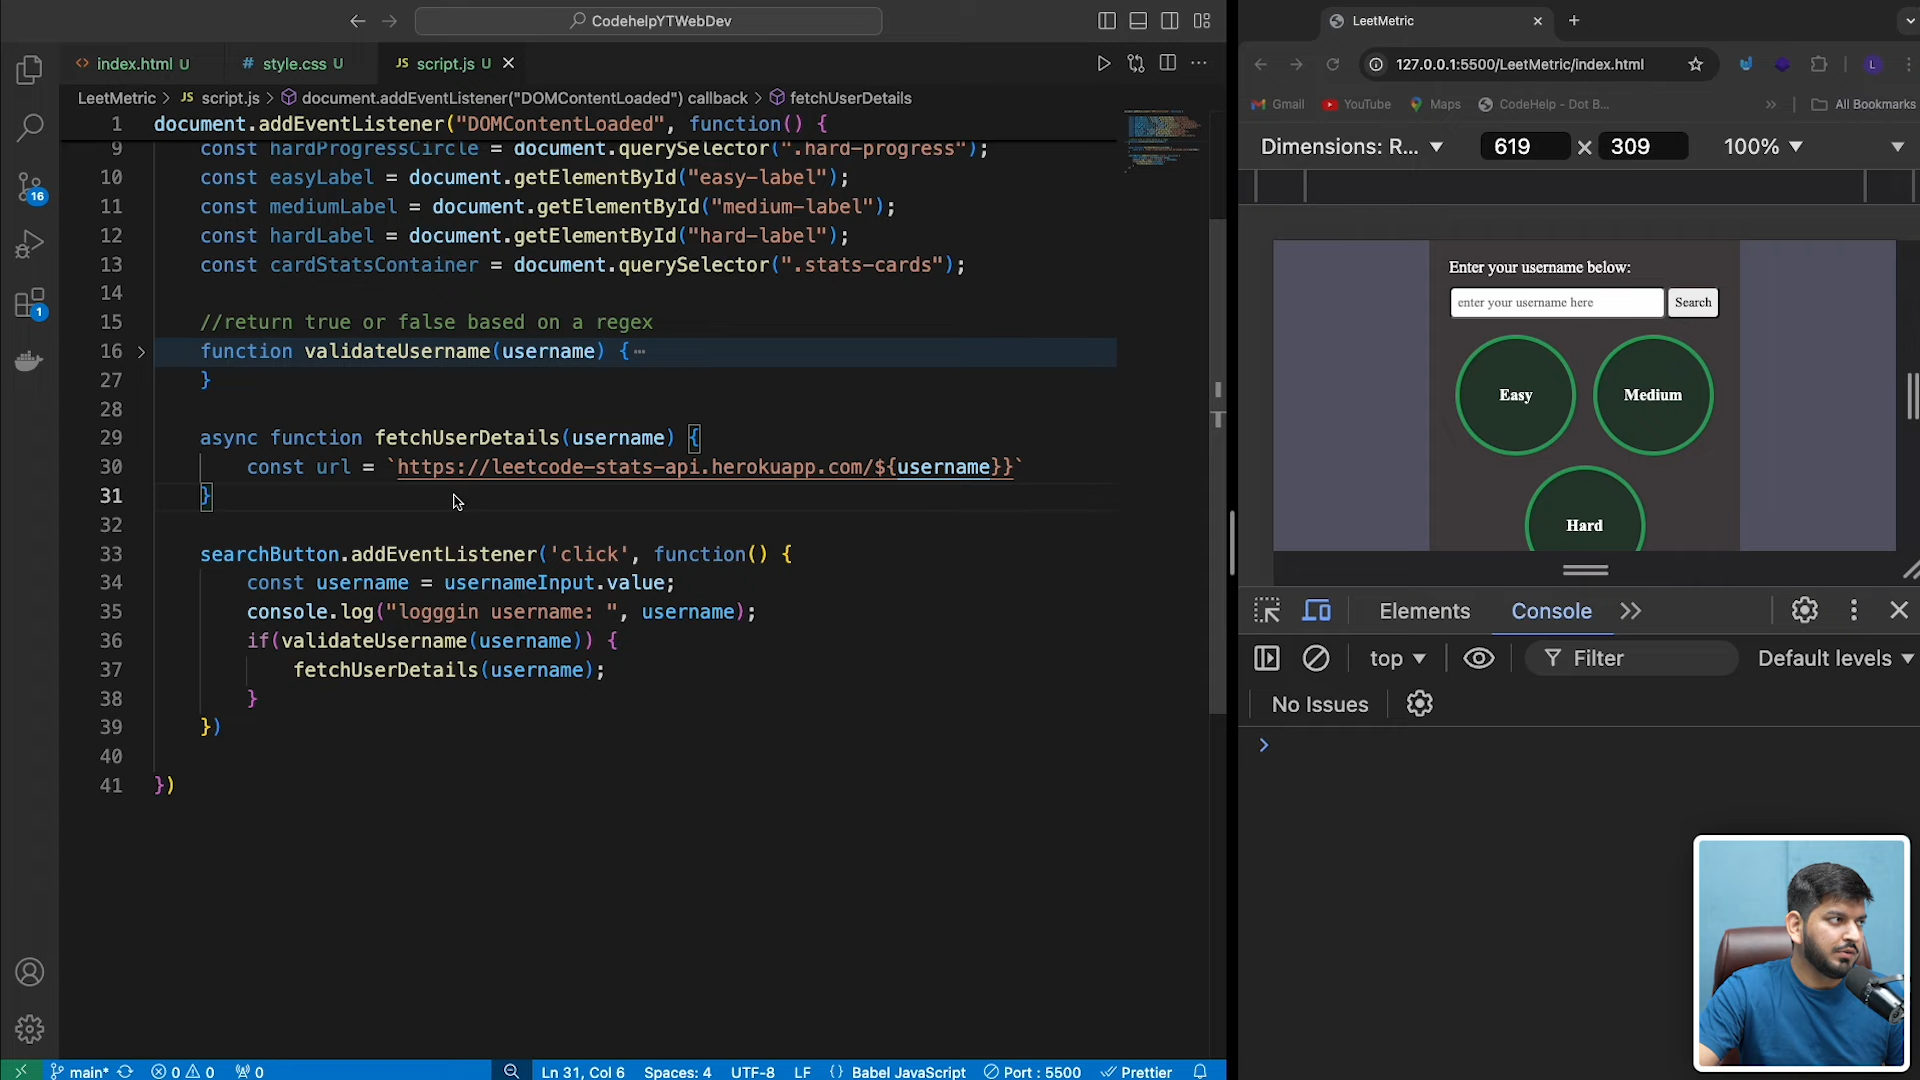 CodehelpYTWebDev
index.html U
style.css U
JS script.js U
LeetMetric > JS script.js > document.addEventListener("DOMContentLoaded") callback > fetchUserDetails
1 document.addEventListener("DOMContentLoaded", function() {
9 const hardProgressCircle = document.querySelector(".hard-progress");
10 const easyLabel = document.getElementById("easy-label");
11 const mediumLabel = document.getElementById("medium-label");
12 const hardLabel = document.getElementById("hard-label");
13 const cardStatsContainer = document.querySelector(".stats-cards");
14
15 //return true or false based on a regex
16 function validateUsername(username) {⋯
27 }
28
29 async function fetchUserDetails(username) {
30 const url = `https://leetcode-stats-api.herokuapp.com/${username}}`
31 }
32
33 searchButton.addEventListener('click', function() {
34 const username = usernameInput.value;
35 console.log("logggin username: ", username);
36 if(validateUsername(username)) {
37 fetchUserDetails(username);
38 }
39 })
40
41 })
16
1
main* 0 0 0 Ln 31, Col 6 Spaces: 4 UTF-8 LF {} Babel JavaScript Port : 5500 Prettier
LeetMetric
127.0.0.1:5500/LeetMetric/index.html
L
Gmail YouTube Maps CodeHelp - Dot B... » All Bookmarks
Dimensions: R... 619 × 309 100%
Enter your username below:
enter your username here Search
Easy
Medium
Hard
Elements Console
top Filter Default levels
No Issues